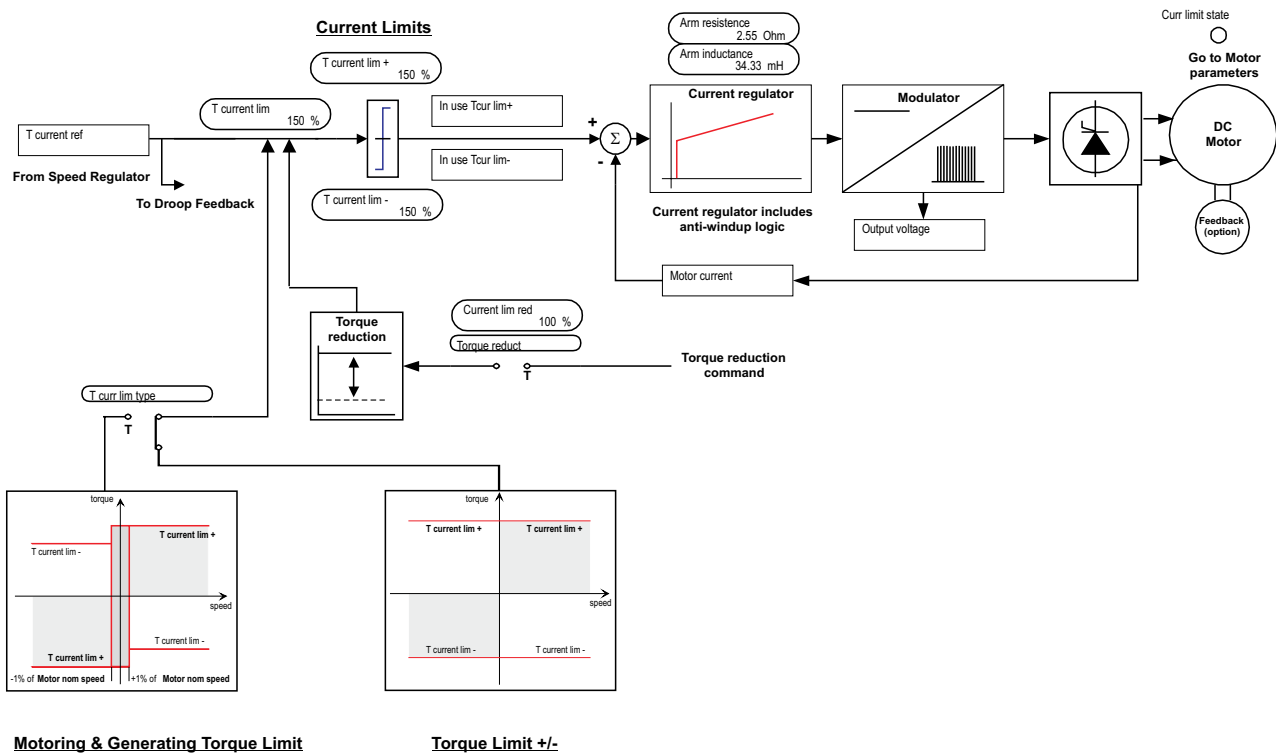 Current Limits
Arm resistence
2.55 Ohm
Arm inductance
34.33 mH
Curr limit state
Go to Motor
parameters
T current lim +
150 %
T current lim
150 %
In use Tcur lim+
Current regulator
Modulator
T current ref
+
Σ
-
DC
Motor
In use Tcur lim-
From Speed Regulator
To Droop Feedback
T current lim -
150 %
Current regulator includes
anti-windup logic
Output voltage
Feedback
(option)
Motor current
Torque
reduction
Current lim red
100 %
Torque reduct
T
Torque reduction
command
T curr lim type
T
torque
T current lim +
T current lim -
speed
T current lim -
T current lim +
-1% of Motor nom speed
+1% of Motor nom speed
torque
T current lim +
T current lim +
speed
T current lim -
T current lim -
Motoring & Generating Torque Limit
Torque Limit +/-